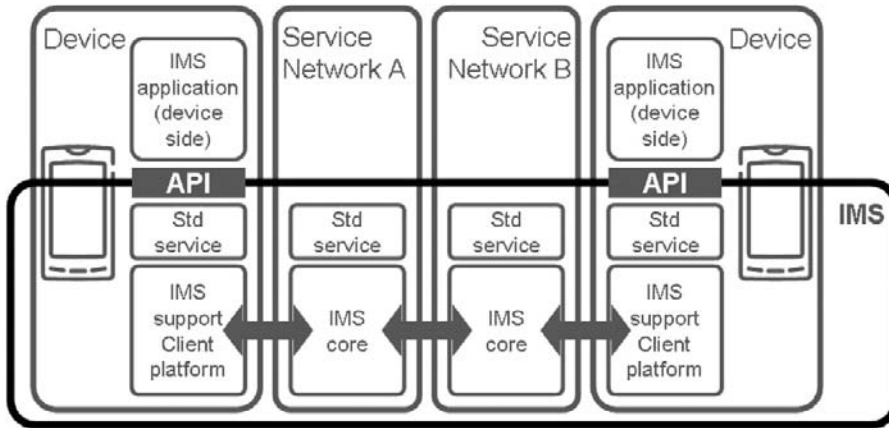 Device
IMS
application
(device
side)
API
Std
service
IMS
support
Client
platform
Service
Network A
Std
service
IMS
core
Service
Network B
Std
service
IMS
core
Device
IMS
application
(device
side)
API
Std
service
IMS
support
Client
platform
IMS